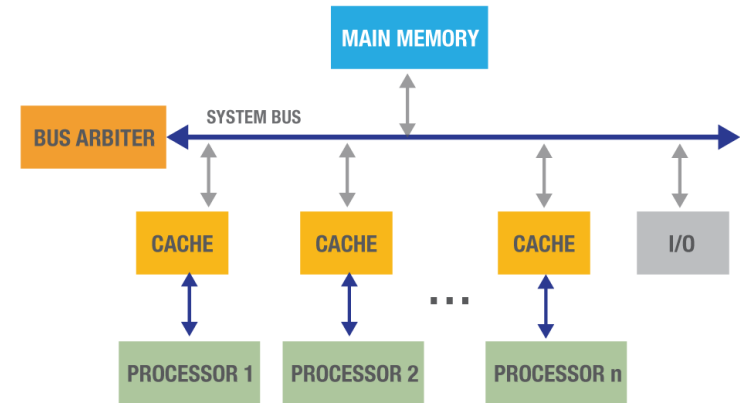 MAIN MEMORY
SYSTEM BUS
BUS ARBITER
CACHE
CACHE
CACHE
I/O
...
PROCESSOR 1
PROCESSOR 2
PROCESSOR n